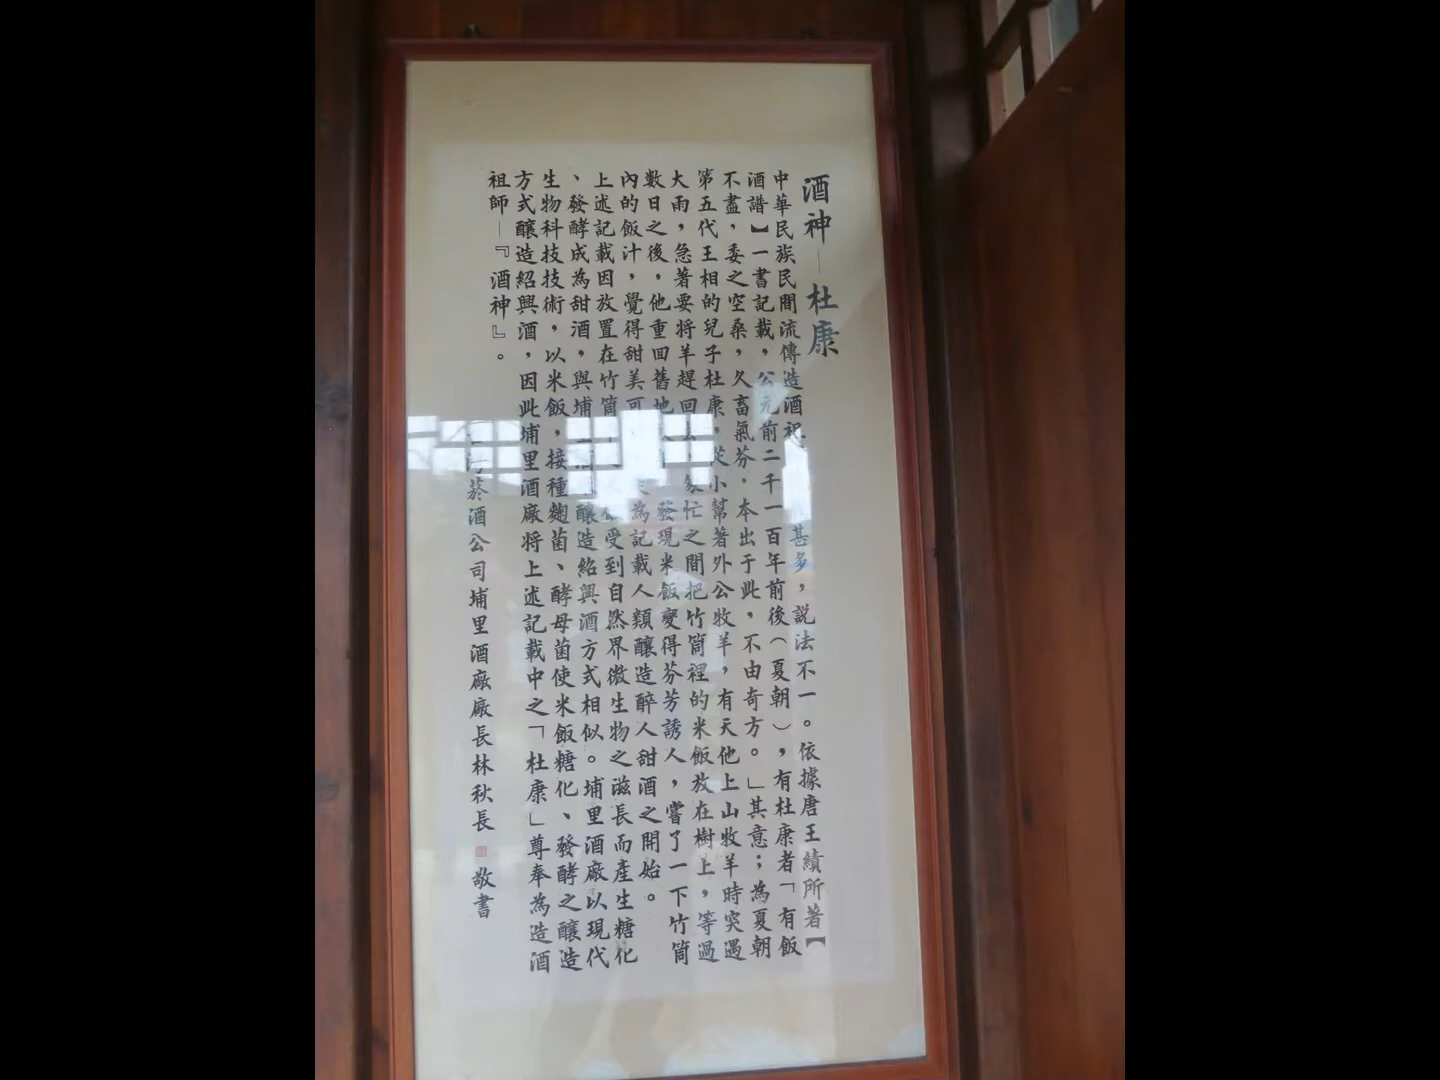 酒神—杜康
中華民族民間流傳造酒祀甚多，說法不一。依據唐王績所著【
酒譜】一書記載，公元前二千一百年前後（夏朝），有杜康者「有飯
不盡，委之空桑，久畜氣芬，本出于此，不由奇方。」其意；為夏朝
第五代王相的兒子杜康，從小幫著外公牧羊，有天他上山牧羊時突遇
大雨，急著要將羊趕回忙之間把竹筒裡的米飯放在樹上，等過
數日之後，他重回舊地發現米飯變得芬芳誘人，嘗了一下竹筒
內的飯汁，覺得甜美可為記載人類釀造醉人甜酒之開始。
上述記載因放置在竹筒受到自然界微生物之滋長而產生糖化
、發酵成為甜酒，與埔釀造紹興酒方式相似。埔里酒廠以現代
生物科技技術，以米飯，接種麴菌、酵母菌使米飯糖化、發酵之釀造
方式釀造紹興酒，因此埔里酒廠將上述記載中之「杜康」尊奉為造酒
祖師—『酒神』。
菸酒公司埔里酒廠廠長林秋長 敬書